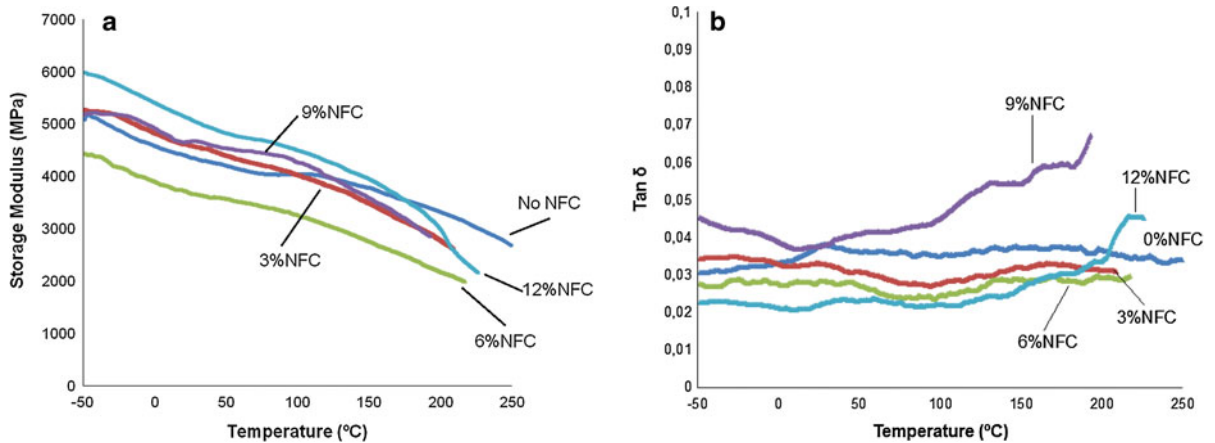 a
7000
6000
5000
4000
3000
2000
1000
0
-50
0
50
100
150
200
250
Storage Modulus (MPa)
Temperature (ºC)
9%NFC
No NFC
3%NFC
12%NFC
6%NFC
b
0,1
0,09
0,08
0,07
0,06
0,05
0,04
0,03
0,02
0,01
0
-50
0
50
100
150
200
250
Tan δ
Temperature (ºC)
9%NFC
12%NFC
0%NFC
3%NFC
6%NFC